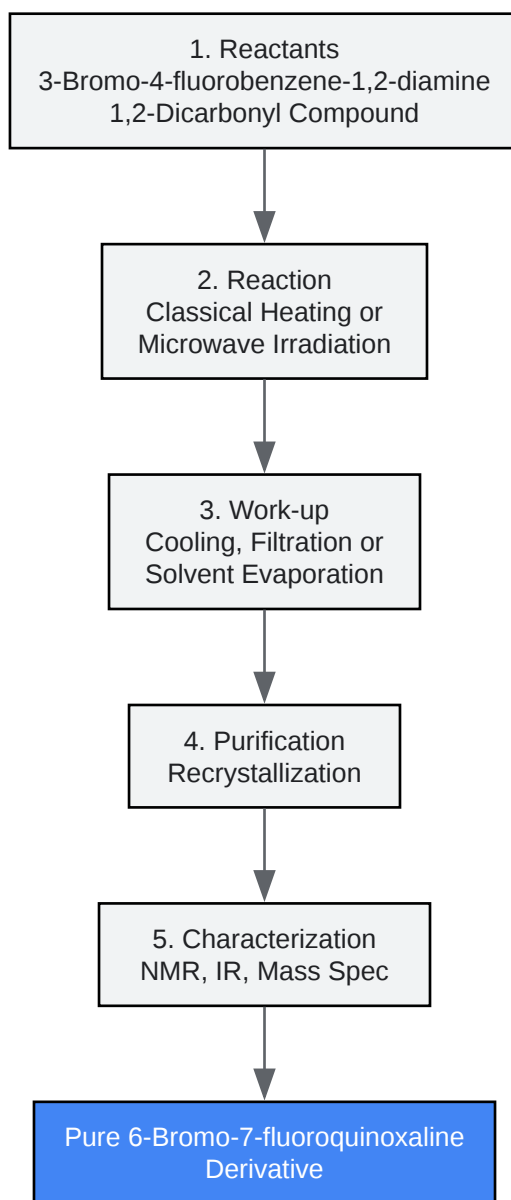 1. Reactants
3-Bromo-4-fluorobenzene-1,2-diamine
1,2-Dicarbonyl Compound
2. Reaction
Classical Heating or
Microwave Irradiation
3. Work-up
Cooling, Filtration or
Solvent Evaporation
4. Purification
Recrystallization
5. Characterization
NMR, IR, Mass Spec
Pure 6-Bromo-7-fluoroquinoxaline
Derivative